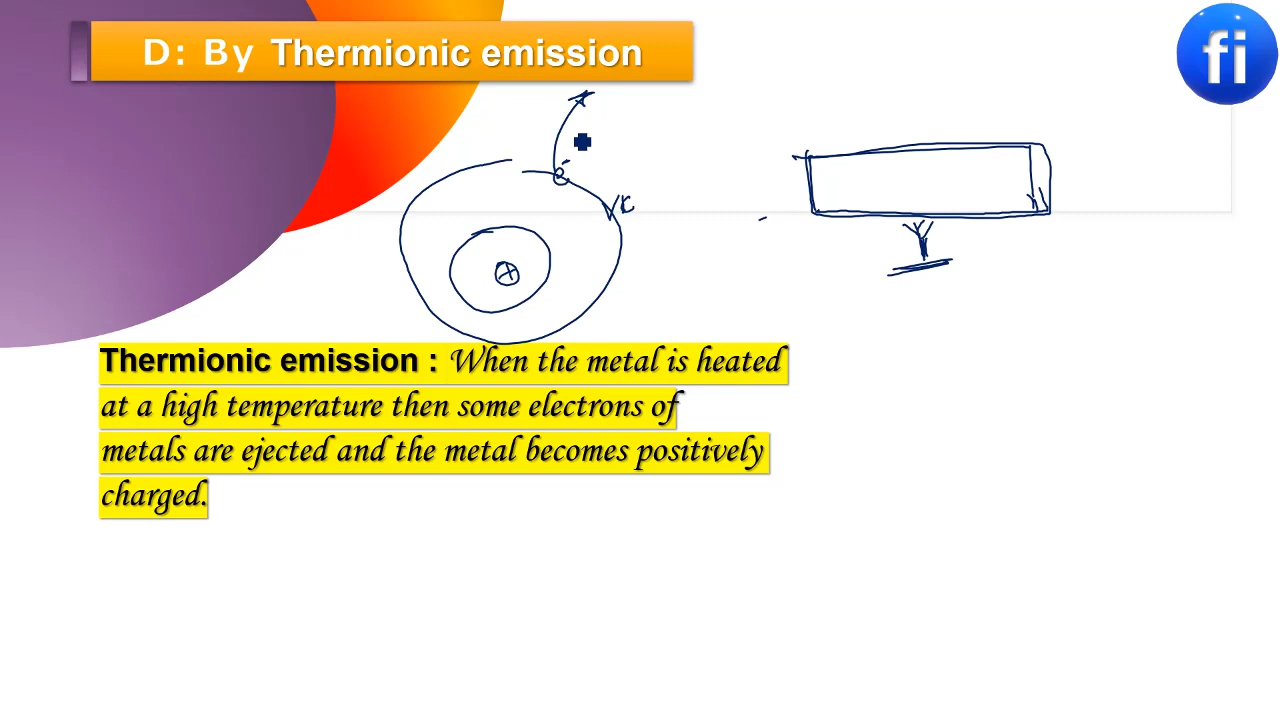 D: By Thermionic emission
fi
Thermionic emission : When the metal is heated
at a high temperature then some electrons of
metals are ejected and the metal becomes positively
charged.